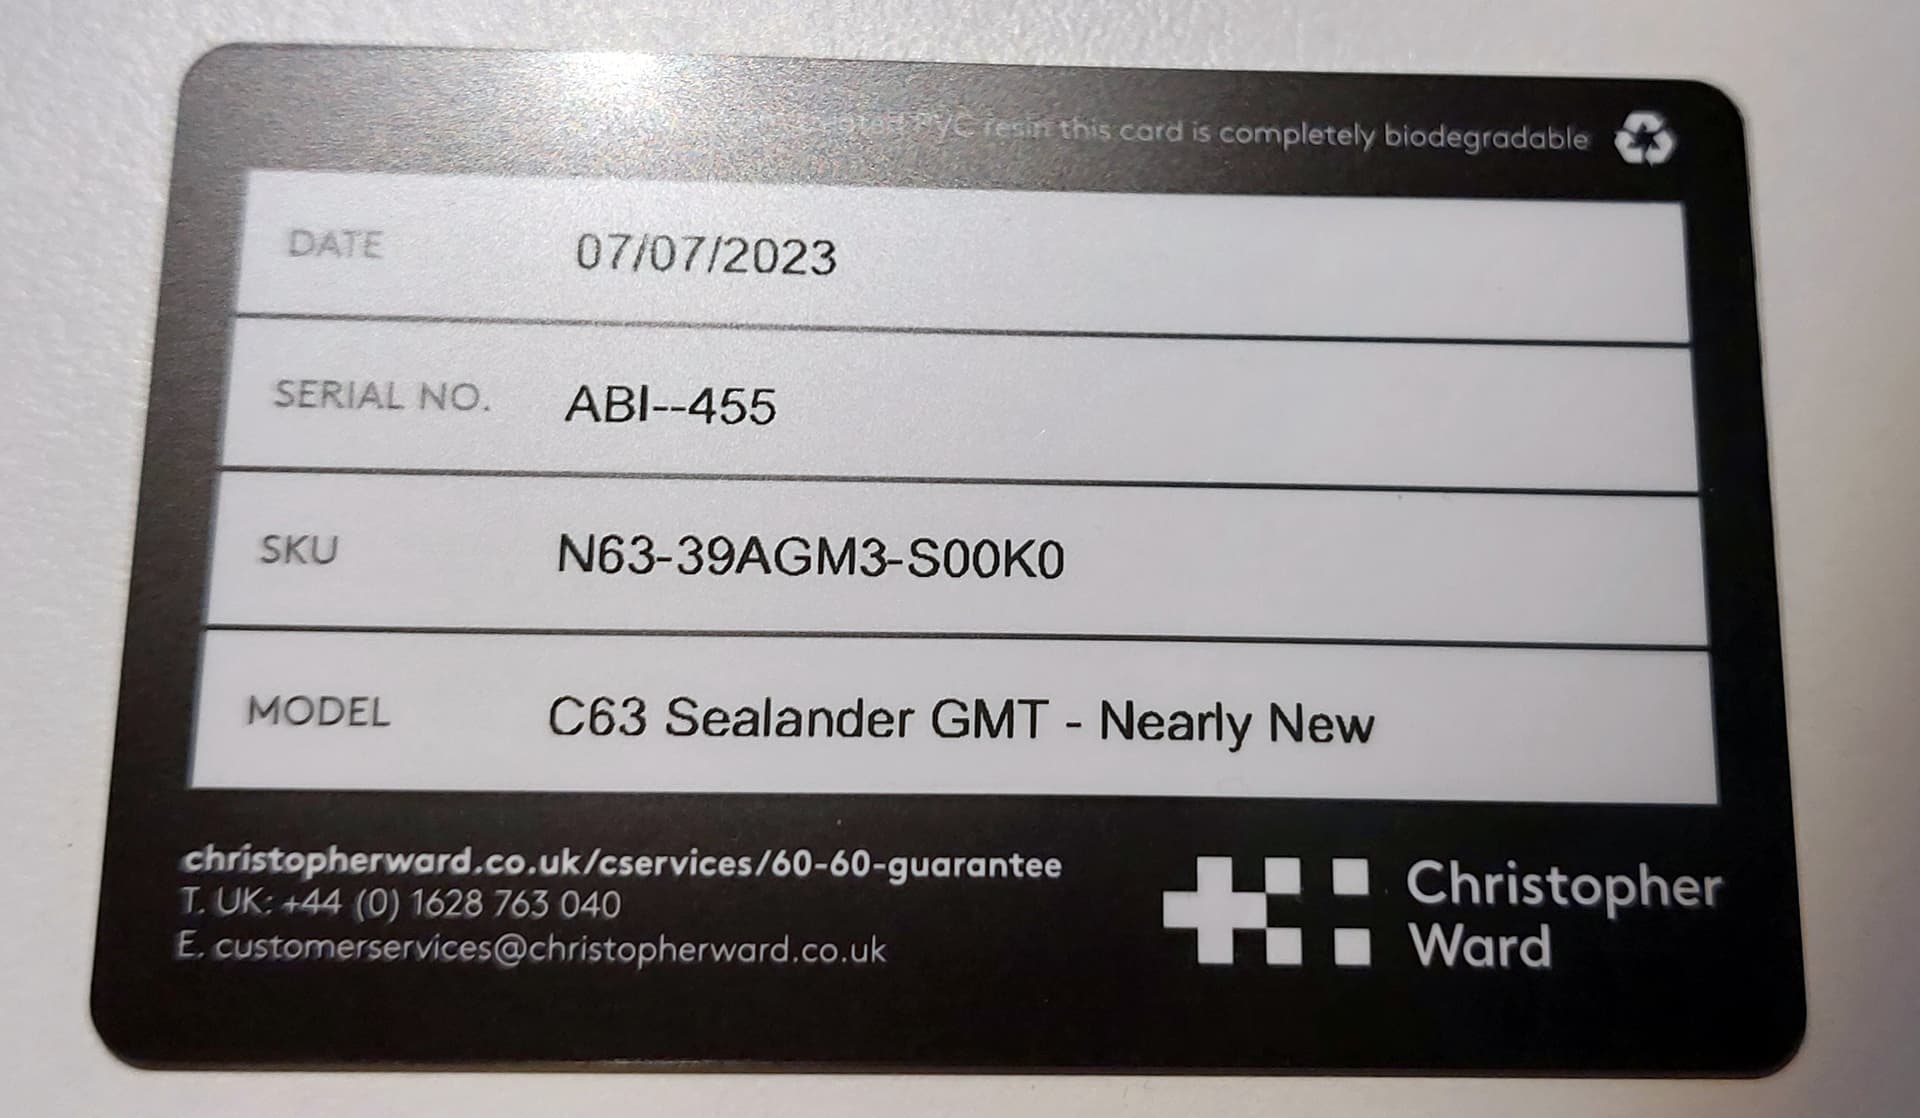 PVC resin this card is completely biodegradable
DATE 07/07/2023
SERIAL NO. ABI--455
SKU N63-39AGM3-S00K0
MODEL C63 Sealander GMT - Nearly New
christopherward.co.uk/cservices/60-60-guarantee
T. UK: +44 (0) 1628 763 040
E. customerservices@christopherward.co.uk
Christopher
Ward